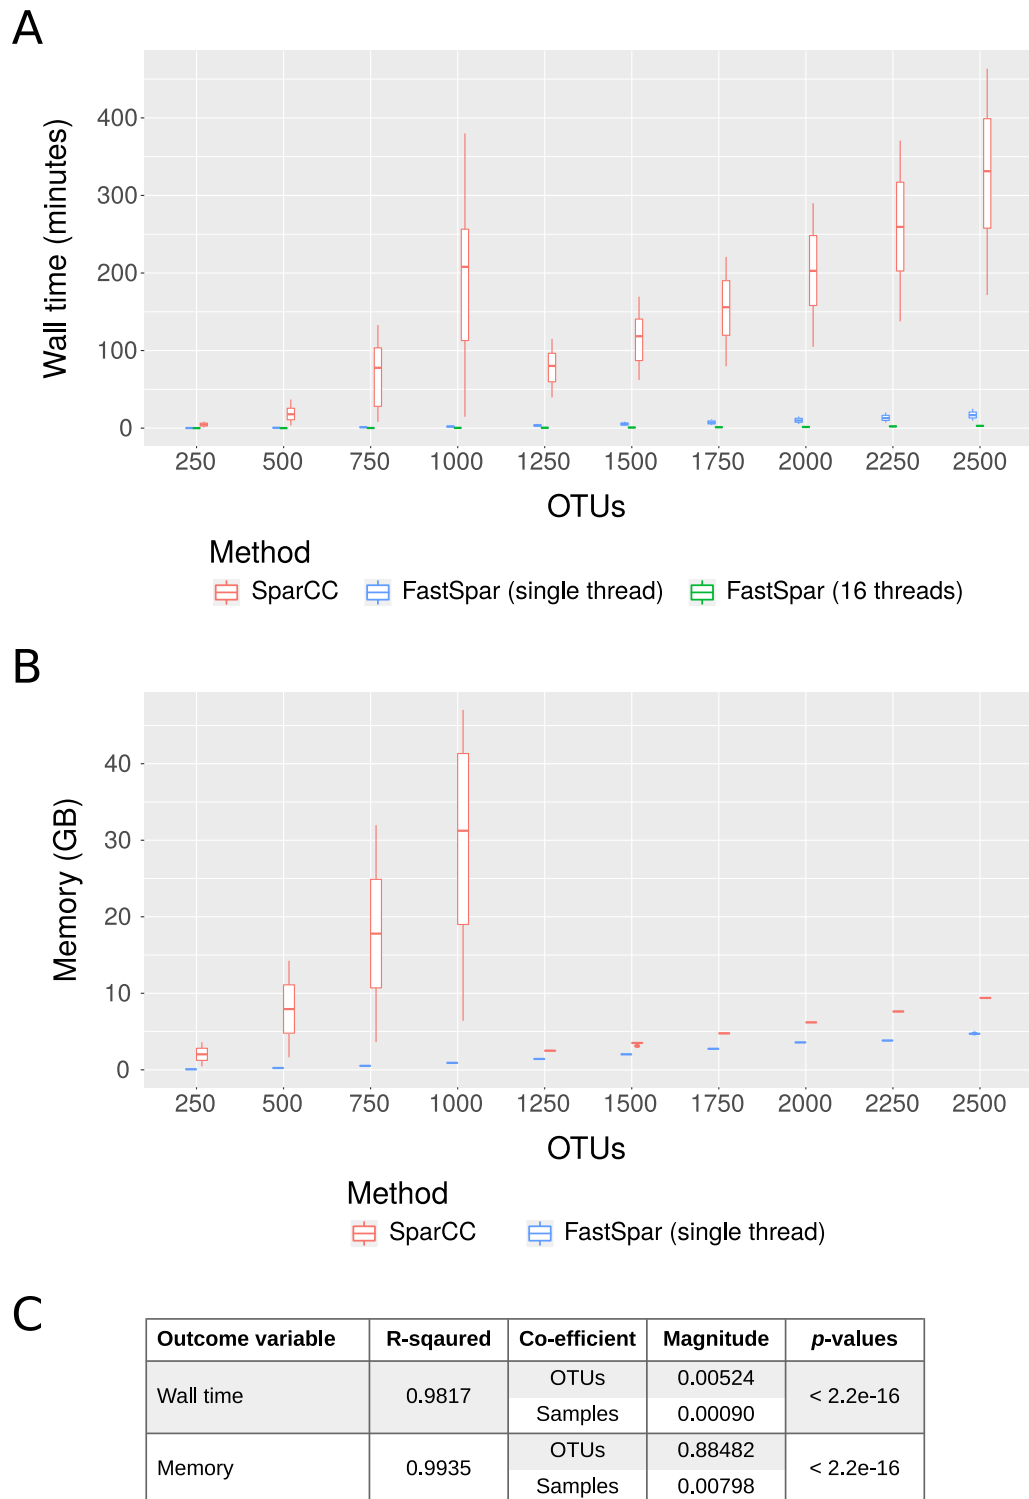 A
Wall time (minutes)
400
300
200
100
0
250 500 750 1000 1250 1500 1750 2000 2250 2500
OTUs
Method
SparCC FastSpar (single thread) FastSpar (16 threads)
B
Memory (GB)
40
30
20
10
0
250 500 750 1000 1250 1500 1750 2000 2250 2500
OTUs
Method
SparCC FastSpar (single thread)
C
Outcome variable R-sqaured Co-efficient Magnitude p-values
Wall time 0.9817 OTUs 0.00524 < 2.2e-16
Samples 0.00090
Memory 0.9935 OTUs 0.88482 < 2.2e-16
Samples 0.00798